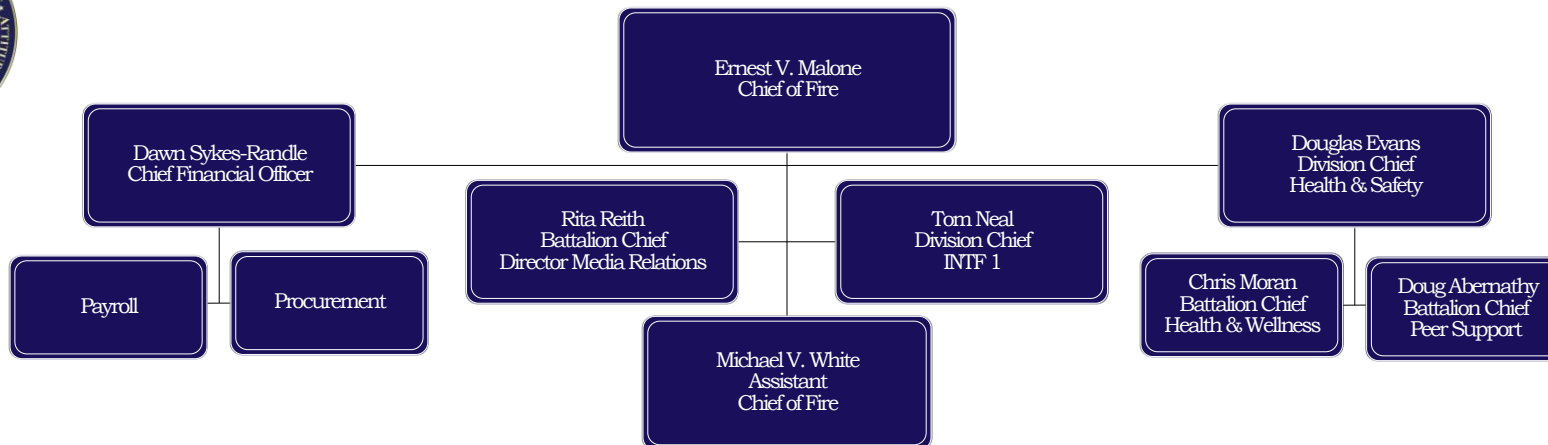 Ernest V. Malone
Chief of Fire
Dawn Sykes-Randle
Chief Financial Officer
Douglas Evans
Division Chief
Health & Safety
Rita Reith
Battalion Chief
Director Media Relations
Tom Neal
Division Chief
INTF 1
Payroll
Procurement
Chris Moran
Battalion Chief
Health & Wellness
Doug Abernathy
Battalion Chief
Peer Support
Michael V. White
Assistant
Chief of Fire